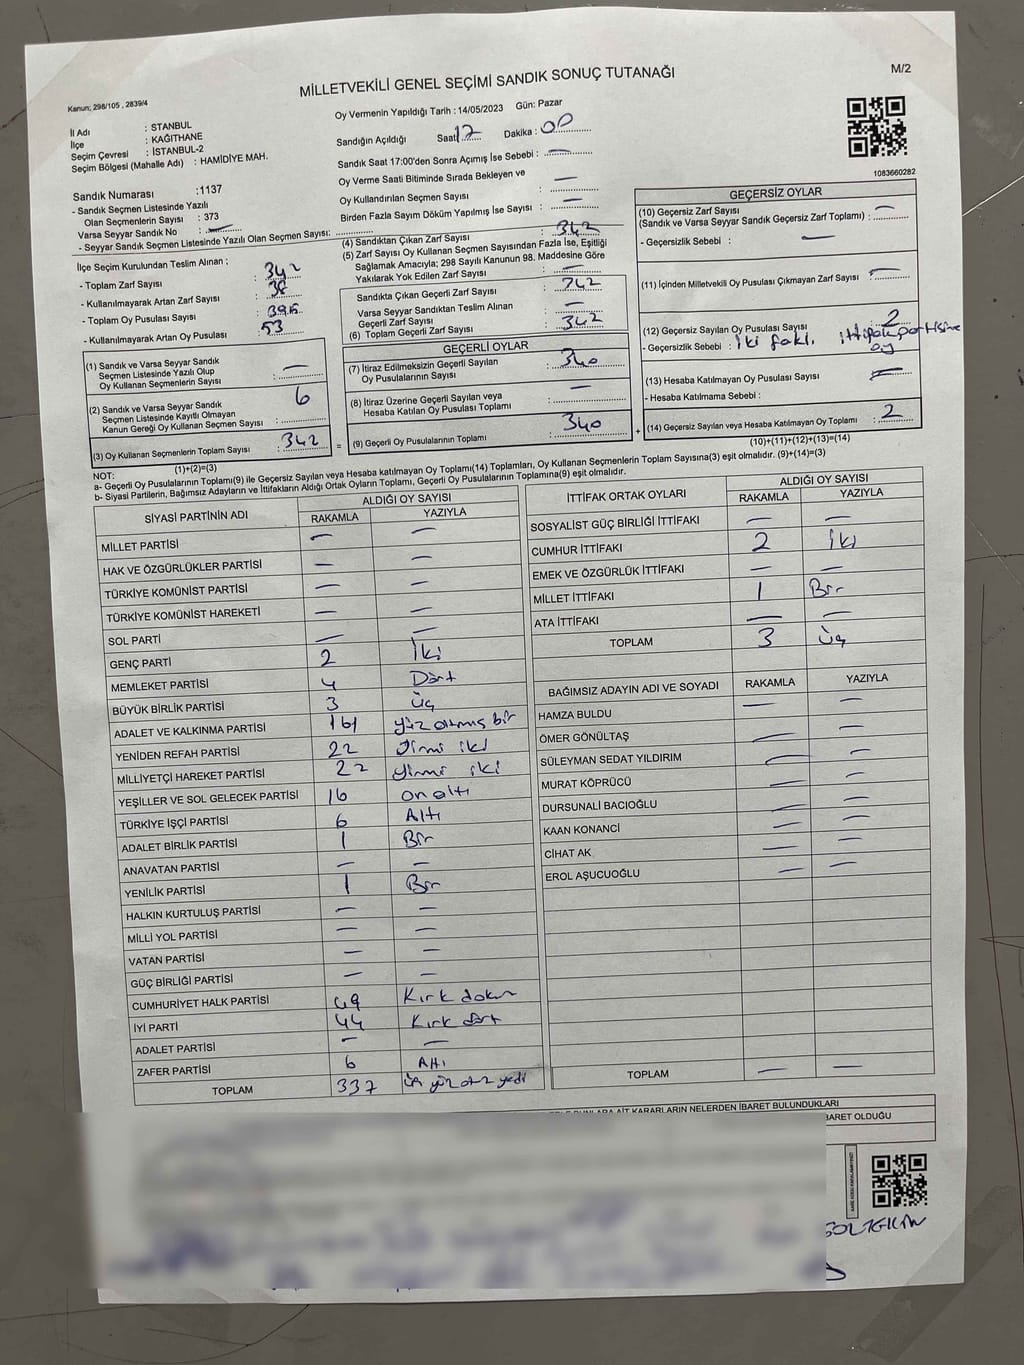 MİLLETVEKİLİ GENEL SEÇİMİ SANDIK SONUÇ TUTANAĞI
M/2
Kanun; 298/105 , 2839/4
İl Adı : STANBUL
İlçe : KAĞITHANE
Seçim Çevresi : İSTANBUL-2
Seçim Bölgesi (Mahalle Adı) : HAMİDİYE MAH.
Oy Vermenin Yapıldığı Tarih : 14/05/2023 Gün: Pazar
Sandığın Açıldığı Saat 17 Dakika : 00
Sandık Saat 17:00'den Sonra Açımış İse Sebebi : —
Oy Verme Saati Bitiminde Sırada Bekleyen ve
Oy Kullandırılan Seçmen Sayısı : —
Birden Fazla Sayım Döküm Yapılmış İse Sayısı : —
1083660282
Sandık Numarası :1137
- Sandık Seçmen Listesinde Yazılı
Olan Seçmenlerin Sayısı : 373
Varsa Seyyar Sandık No :
- Seyyar Sandık Seçmen Listesinde Yazılı Olan Seçmen Sayısı:
İlçe Seçim Kurulundan Teslim Alınan ;
- Toplam Zarf Sayısı :
- Kullanılmayarak Artan Zarf Sayısı : 38
- Toplam Oy Pusulası Sayısı : 395
- Kullanılmayarak Artan Oy Pusulası : 53
(1) Sandık ve Varsa Seyyar Sandık
Seçmen Listesinde Yazılı Olup
Oy Kullanan Seçmenlerin Sayısı : —
(2) Sandık ve Varsa Seyyar Sandık
Seçmen Listesinde Kayıtlı Olmayan
Kanun Gereği Oy Kullanan Seçmen Sayısı : 6
(3) Oy Kullanan Seçmenlerin Toplam Sayısı : 342
(1)+(2)=(3)
(4) Sandıktan Çıkan Zarf Sayısı : 342
(5) Zarf Sayısı Oy Kullanan Seçmen Sayısından Fazla İse, Eşitliği
Sağlamak Amacıyla; 298 Sayılı Kanunun 98. Maddesine Göre
Yakılarak Yok Edilen Zarf Sayısı : —
Sandıkta Çıkan Geçerli Zarf Sayısı : 342
Varsa Seyyar Sandıktan Teslim Alınan
Geçerli Zarf Sayısı : —
(6) Toplam Geçerli Zarf Sayısı : 342
GEÇERLİ OYLAR
(7) İtiraz Edilmeksizin Geçerli Sayılan
Oy Pusulalarının Sayısı : 340
(8) İtiraz Üzerine Geçerli Sayılan veya
Hesaba Katılan Oy Pusulası Toplamı : —
= (9) Geçerli Oy Pusulalarının Toplamı : 340
GEÇERSİZ OYLAR
(10) Geçersiz Zarf Sayısı
(Sandık ve Varsa Seyyar Sandık Geçersiz Zarf Toplamı) : —
- Geçersizlik Sebebi : —
(11) İçinden Milletvekili Oy Pusulası Çıkmayan Zarf Sayısı : —
(12) Geçersiz Sayılan Oy Pusulası Sayısı : 2
- Geçersizlik Sebebi : iki ittifak partisine
oy
(13) Hesaba Katılmayan Oy Pusulası Sayısı : —
- Hesaba Katılmama Sebebi :
+ (14) Geçersiz Sayılan veya Hesaba Katılmayan Oy Toplamı : 2
(10)+(11)+(12)+(13)=(14)
NOT:
a- Geçerli Oy Pusulalarının Toplamı(9) ile Geçersiz Sayılan veya Hesaba katılmayan Oy Toplamı(14) Toplamları, Oy Kullanan Seçmenlerin Toplam Sayısına(3) eşit olmalıdır. (9)+(14)=(3)
b- Siyasi Partilerin, Bağımsız Adayların ve İttifakların Aldığı Ortak Oyların Toplamı, Geçerli Oy Pusulalarının Toplamına(9) eşit olmalıdır.
SİYASİ PARTİNİN ADI ALDIĞI OY SAYISI
RAKAMLA YAZIYLA
MİLLET PARTİSİ — —
HAK VE ÖZGÜRLÜKLER PARTİSİ — —
TÜRKİYE KOMÜNİST PARTİSİ — —
TÜRKİYE KOMÜNİST HAREKETİ — —
SOL PARTİ — —
GENÇ PARTİ 2 İki
MEMLEKET PARTİSİ 4 Dört
BÜYÜK BİRLİK PARTİSİ 3 üç
ADALET VE KALKINMA PARTİSİ 161 yüz altmış bir
YENİDEN REFAH PARTİSİ 22 yirmi iki
MİLLİYETÇİ HAREKET PARTİSİ 22 yirmi iki
YEŞİLLER VE SOL GELECEK PARTİSİ 16 on altı
TÜRKİYE İŞÇİ PARTİSİ 6 Altı
ADALET BİRLİK PARTİSİ 1 Bir
ANAVATAN PARTİSİ — —
YENİLİK PARTİSİ 1 Bir
HALKIN KURTULUŞ PARTİSİ — —
MİLLİ YOL PARTİSİ — —
VATAN PARTİSİ — —
GÜÇ BİRLİĞİ PARTİSİ — —
CUMHURİYET HALK PARTİSİ 49 Kırk dokuz
İYİ PARTİ 44 Kırk dört
ADALET PARTİSİ — —
ZAFER PARTİSİ 6 Altı
TOPLAM 337 üç yüz otuz yedi
İTTİFAK ORTAK OYLARI ALDIĞI OY SAYISI
RAKAMLA YAZIYLA
SOSYALİST GÜÇ BİRLİĞİ İTTİFAKI — —
CUMHUR İTTİFAKI 2 İki
EMEK VE ÖZGÜRLÜK İTTİFAKI — —
MİLLET İTTİFAKI 1 Bir
ATA İTTİFAKI — —
TOPLAM 3 üç
BAĞIMSIZ ADAYIN ADI VE SOYADI RAKAMLA YAZIYLA
HAMZA BULDU — —
ÖMER GÖNÜLTAŞ — —
SÜLEYMAN SEDAT YILDIRIM — —
MURAT KÖPRÜCÜ — —
DURSUNALİ BACIOĞLU — —
KAAN KONANCİ — —
CİHAT AK — —
EROL AŞUCUOĞLU — —
TOPLAM — —
AİT KARARLARIN NELERDEN İBARET BULUNDUKLARI
BARET OLDUĞU